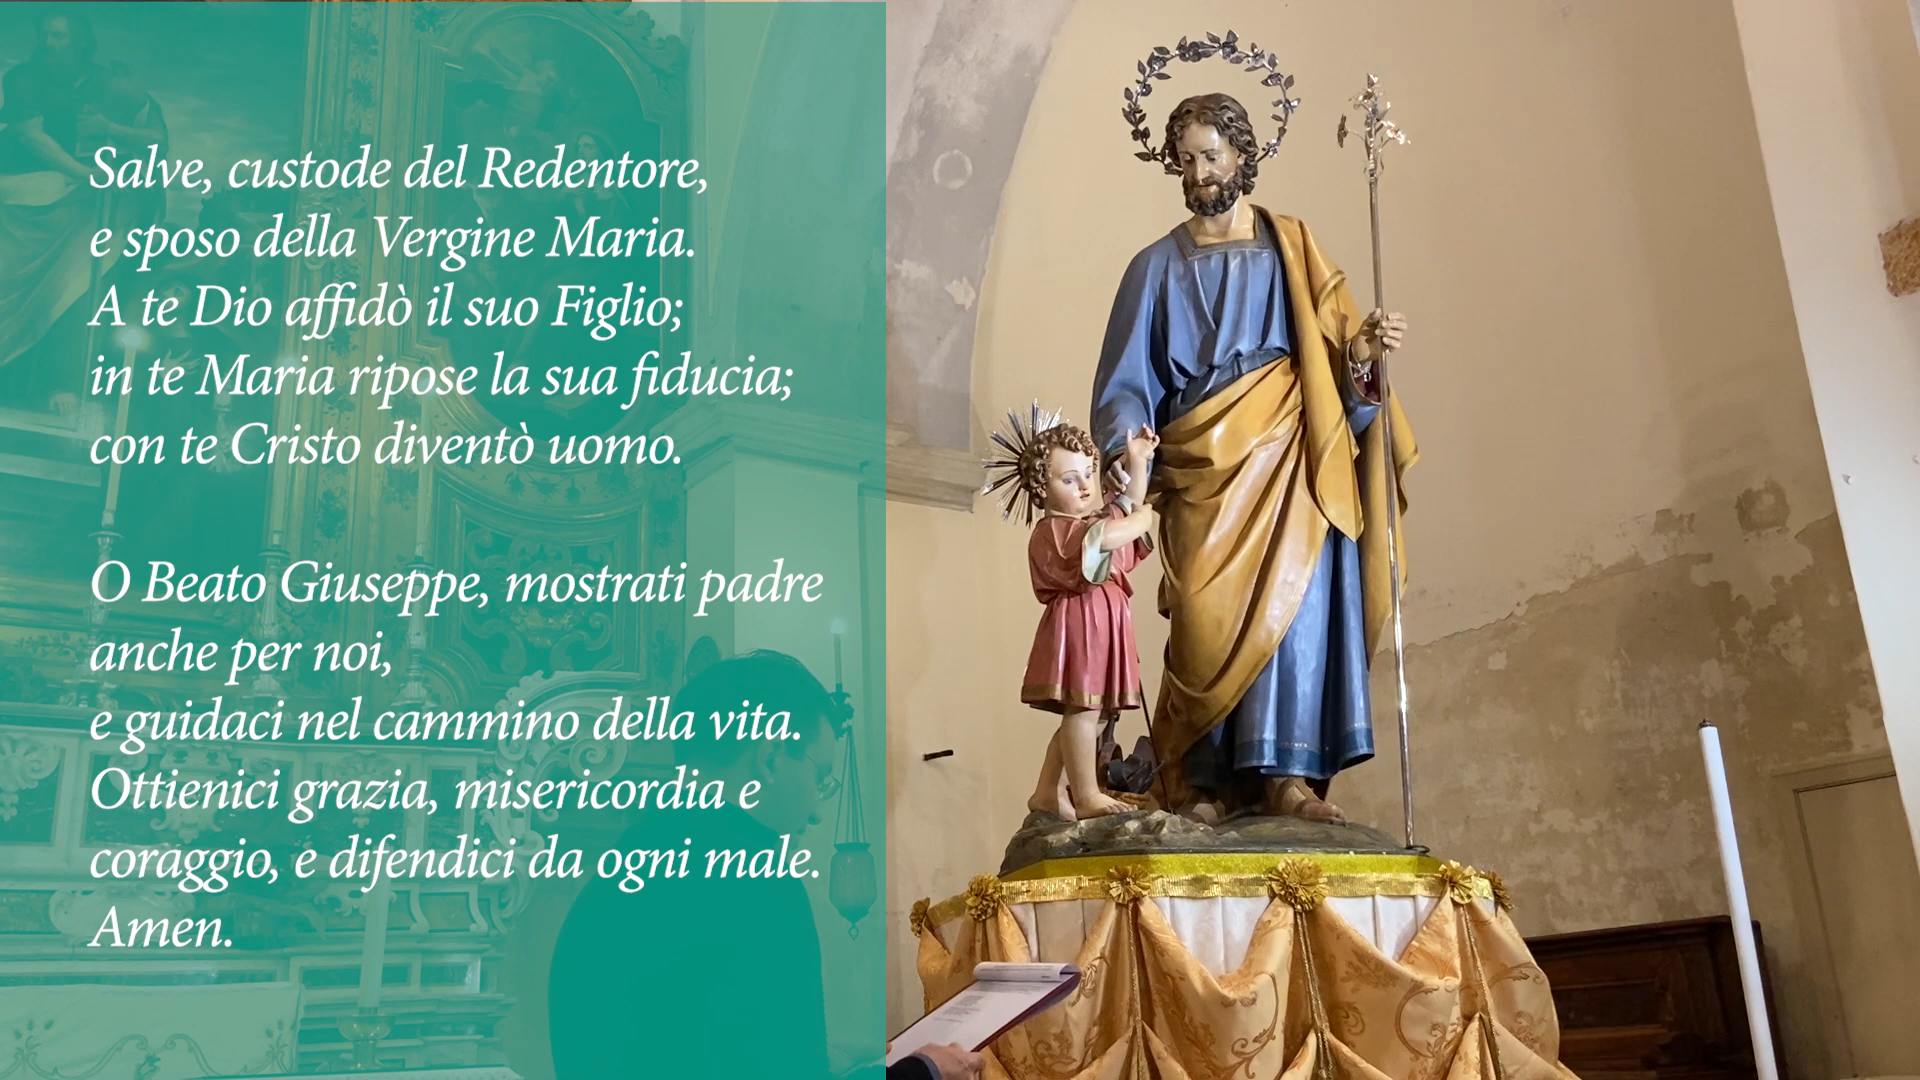 Salve, custode del Redentore,
e sposo della Vergine Maria.
A te Dio affidò il suo Figlio;
in te Maria ripose la sua fiducia;
con te Cristo diventò uomo.
O Beato Giuseppe, mostrati padre
anche per noi,
e guidaci nel cammino della vita.
Ottienici grazia, misericordia e
coraggio, e difendici da ogni male.
Amen.